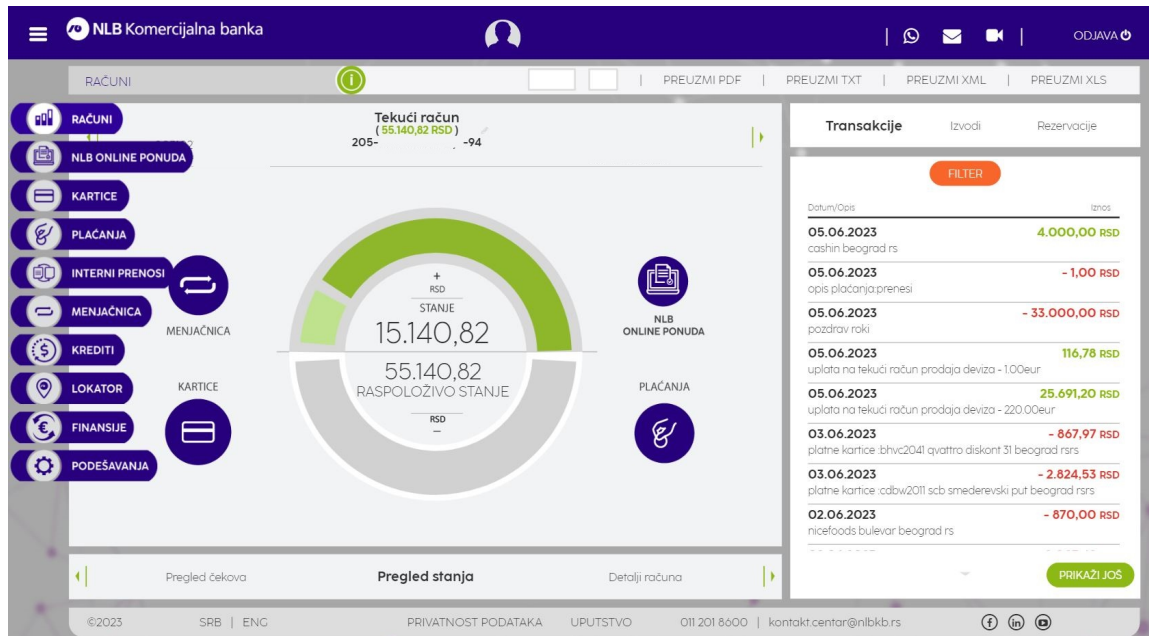 NLB Komercijalna banka
ODJAVA
RAČUNI
PREUZMI PDF | PREUZMI TXT | PREUZMI XML | PREUZMI XLS
RAČUNI
NLB ONLINE PONUDA
KARTICE
PLAĆANJA
INTERNI PRENOSI
MENJAČNICA
KREDITI
LOKATOR
FINANSIJE
PODEŠAVANJA
Tekući račun
( 55.140,82 RSD )
205- -94
MENJAČNICA
KARTICE
+
RSD
STANJE
15.140,82
55.140,82
RASPOLOŽIVO STANJE
RSD
–
NLB
ONLINE PONUDA
PLAĆANJA
Pregled čekova Pregled stanja Detalji računa
Transakcije Izvodi Rezervacije
FILTER
Datum/Opis Iznos
05.06.2023 4.000,00 RSD
cashin beograd rs
05.06.2023 - 1,00 RSD
opis plaćanja:prenesi
05.06.2023 - 33.000,00 RSD
pozdrav roki
05.06.2023 116,78 RSD
uplata na tekući račun prodaja deviza - 1.00eur
05.06.2023 25.691,20 RSD
uplata na tekući račun prodaja deviza - 220.00eur
03.06.2023 - 867,97 RSD
platne kartice :bhvc2041 qvattro diskont 31 beograd rsrs
03.06.2023 - 2.824,53 RSD
platne kartice :cdbw2011 scb smederevski put beograd rsrs
02.06.2023 - 870,00 RSD
nicefoods bulevar beograd rs
PRIKAŽI JOŠ
©2023 SRB | ENG PRIVATNOST PODATAKA UPUTSTVO 011 201 8600 | kontakt.centar@nlbkb.rs